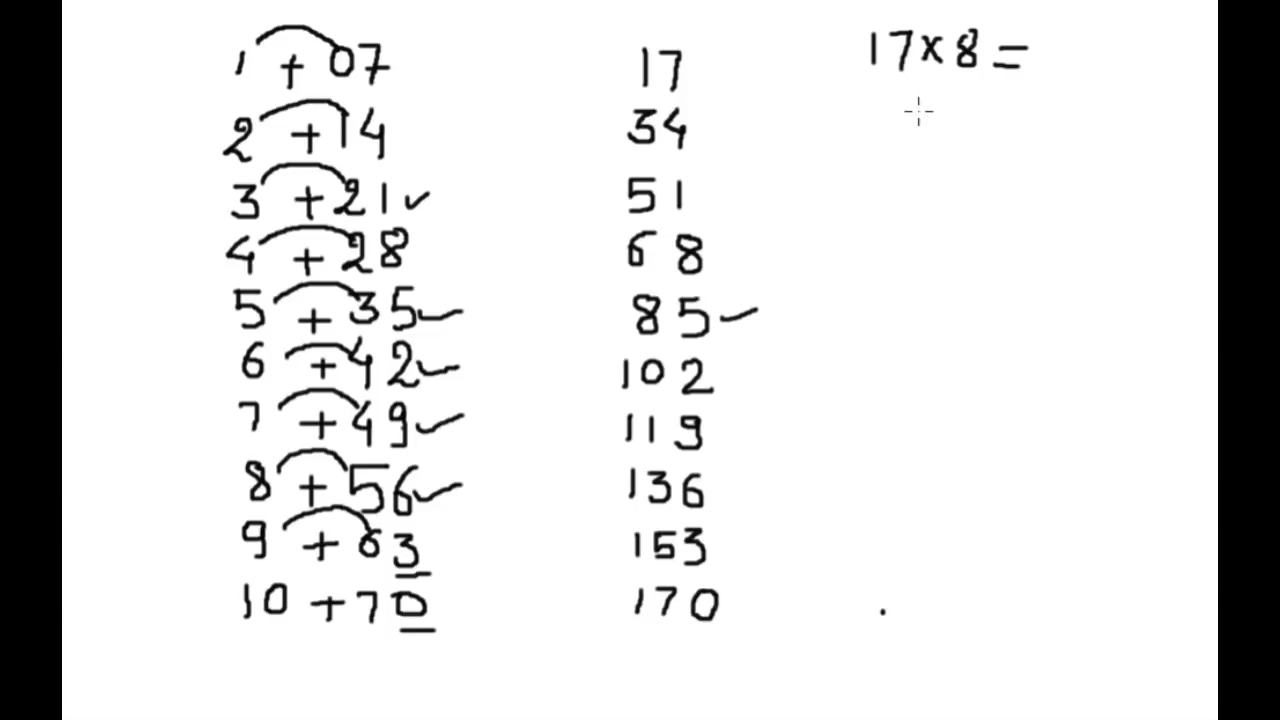 1 + 07 17 17 × 8 =
2 + 14 34
3 + 21 ✓ 51
4 + 28 68
5 + 35 ✓ 85 ✓
6 + 42 ✓ 102
7 + 49 ✓ 119
8 + 56 ✓ 136
9 + 63 153
10 + 70 170